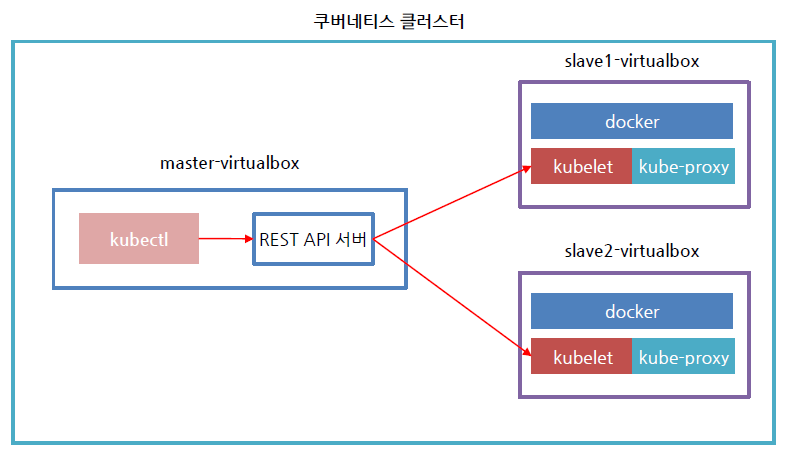 쿠버네티스 클러스터
slave1-virtualbox
docker
kubelet kube-proxy
master-virtualbox
kubectl
REST API 서버
slave2-virtualbox
docker
kubelet kube-proxy